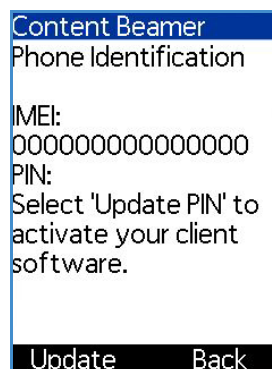 Content Beamer
Phone Identification
IMEI:
000000000000000
PIN:
Select 'Update PIN' to
activate your client
software.
Update Back